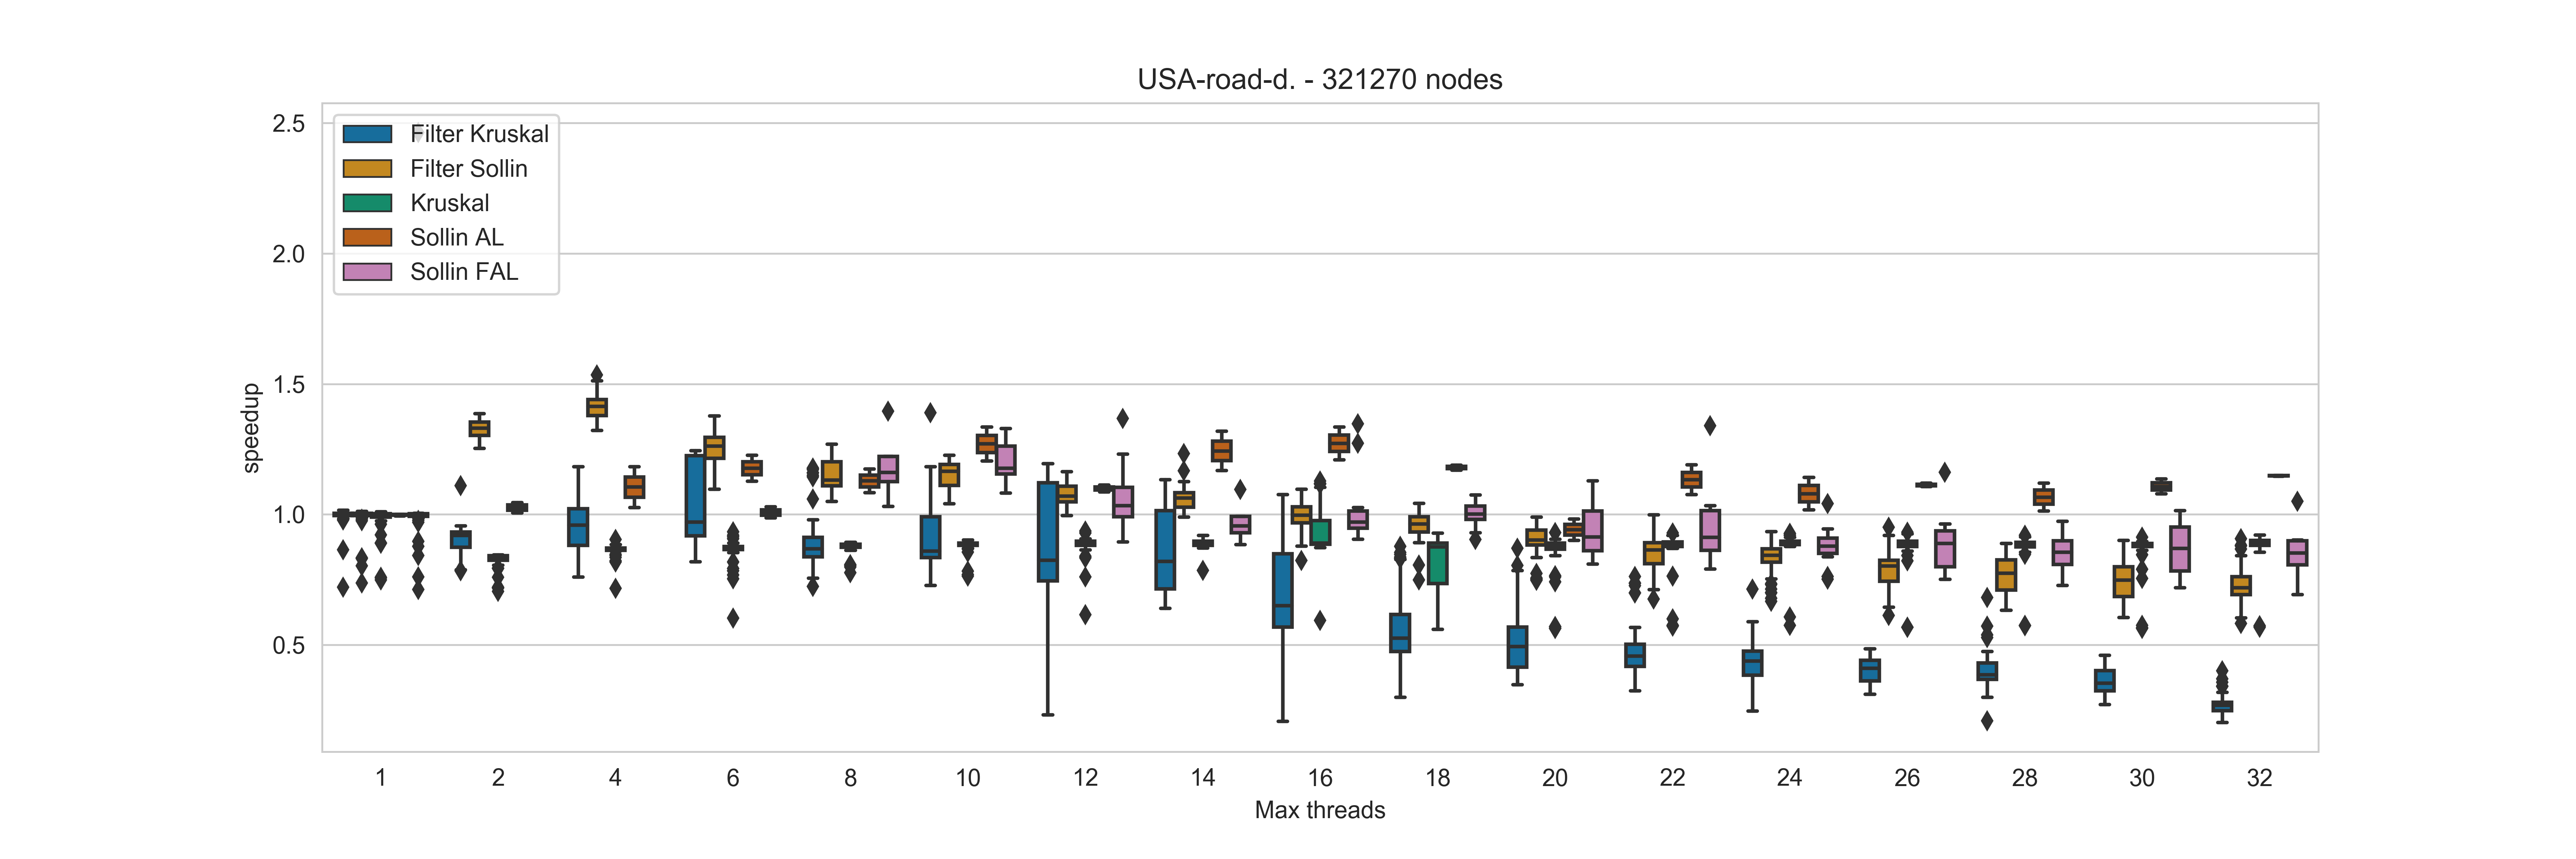 USA-road-d. - 321270 nodes
2.5
2.0
1.5
1.0
0.5
speedup
Filter Kruskal
Filter Sollin
Kruskal
Sollin AL
Sollin FAL
1 2 4 6 8 10 12 14 16 18 20 22 24 26 28 30 32
Max threads